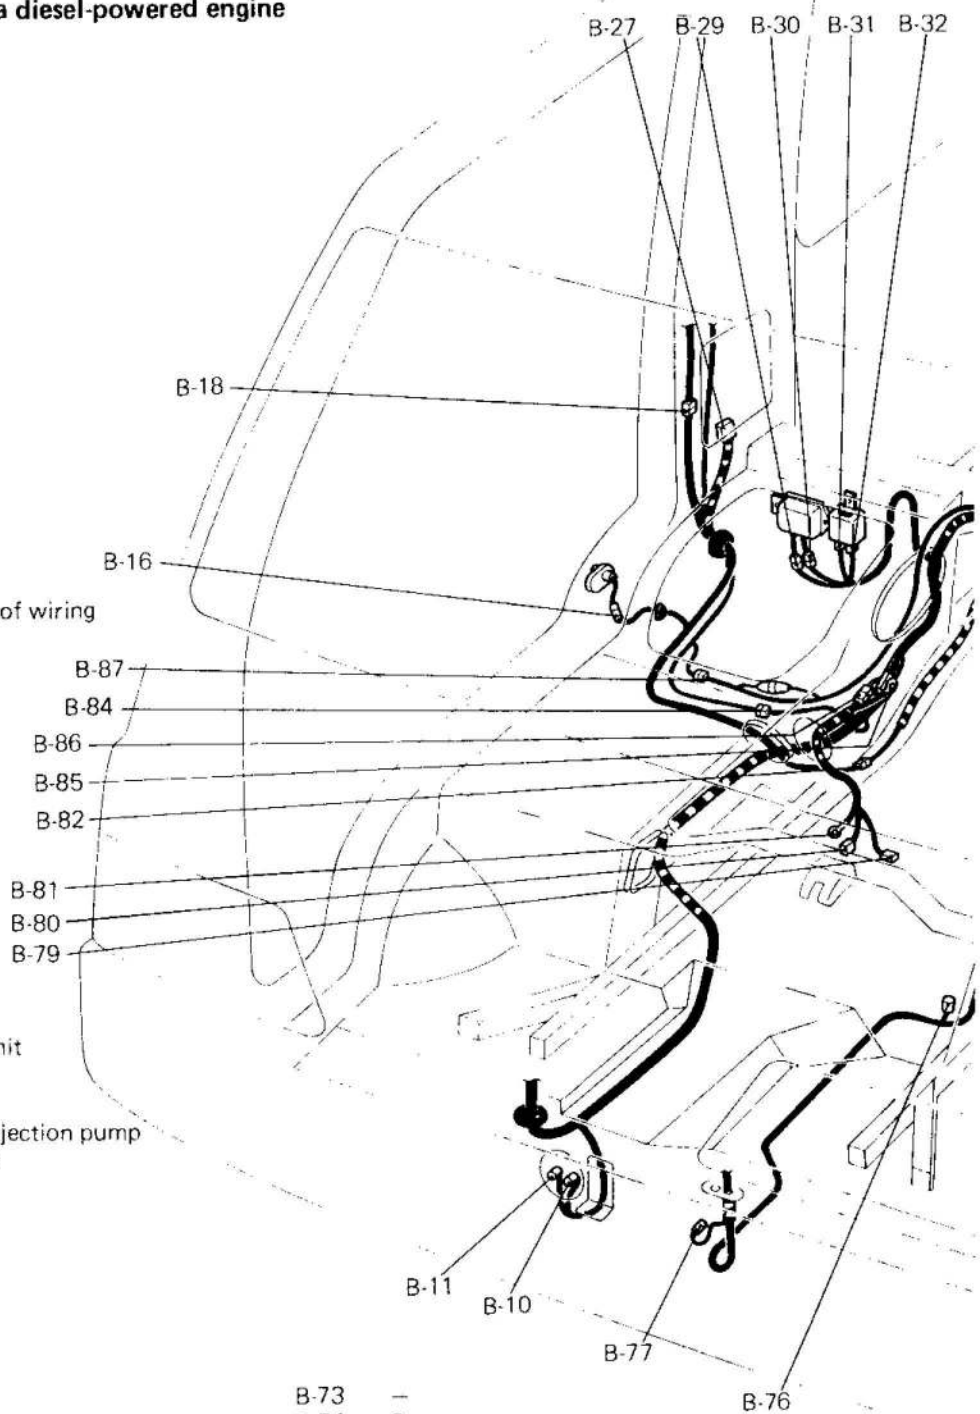 a diesel-powered engine
B-27 B-29 B-30 B-31 B-32
B-18
B-16
of wiring
B-87
B-84
B-86
B-85
B-82
B-81
B-80
B-79
jection pump
B-11
B-10
B-77
B-73 –
B-76